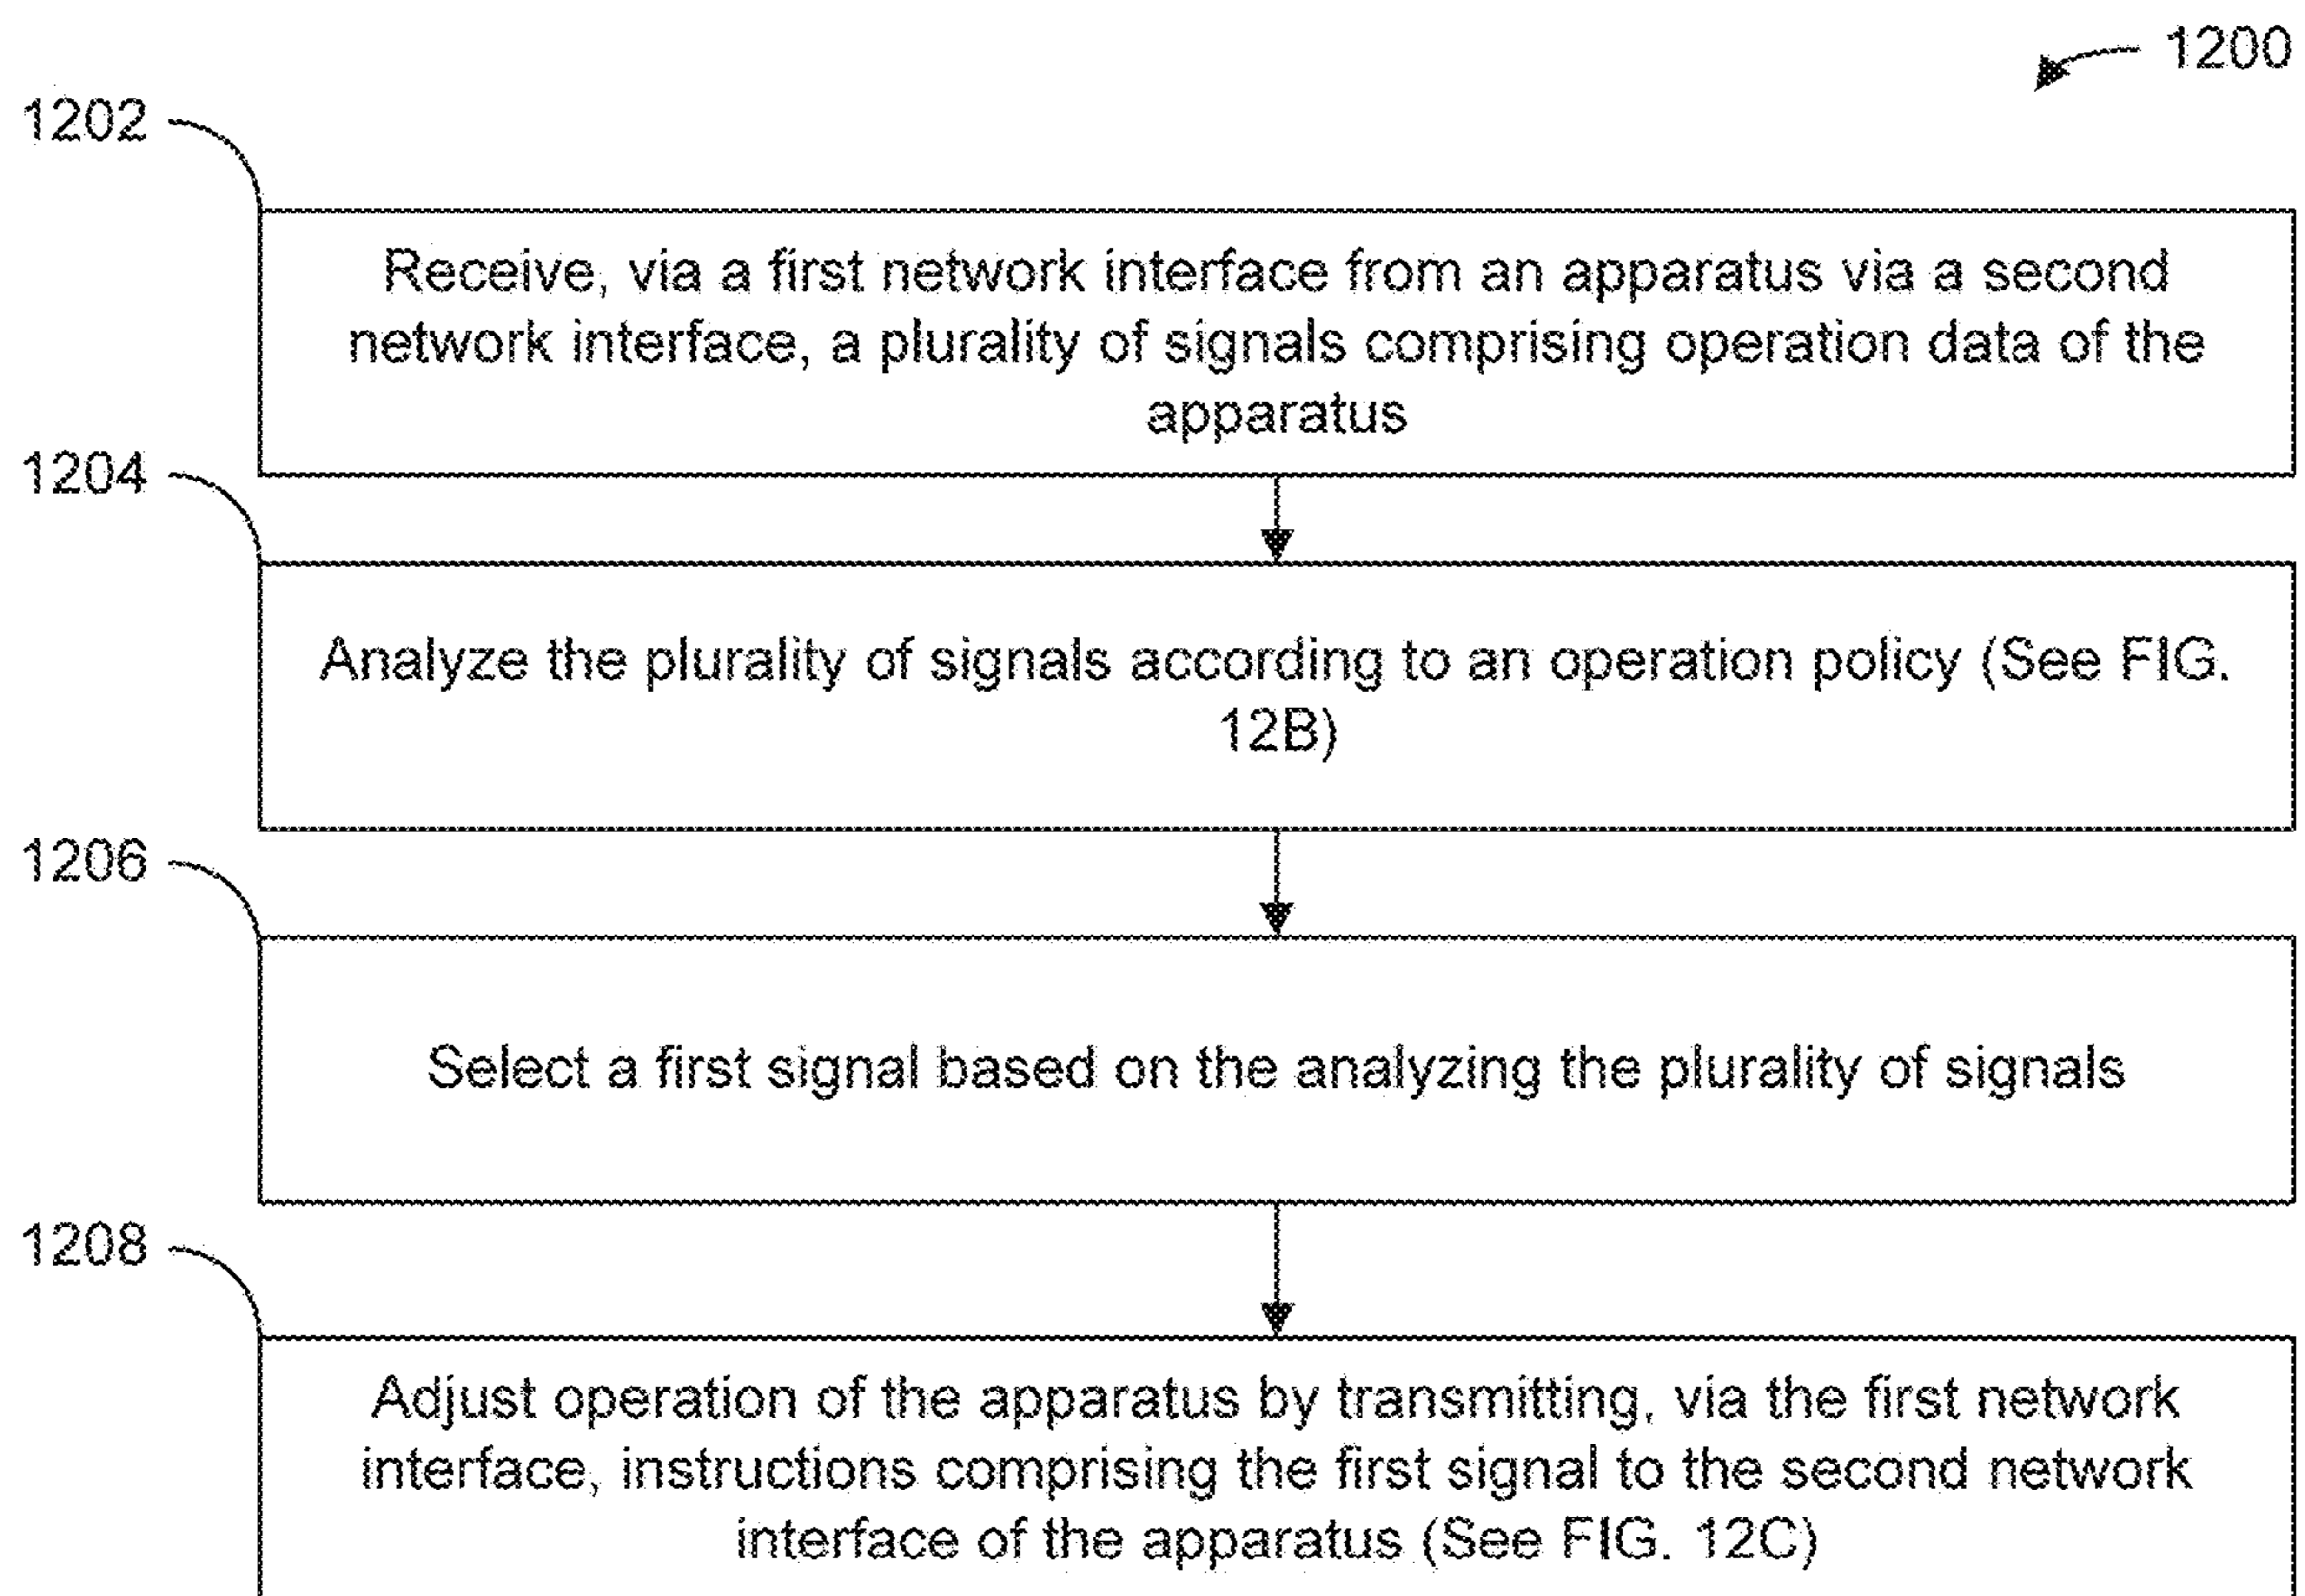 1200
1202
Receive, via a first network interface from an apparatus via a second
network interface, a plurality of signals comprising operation data of the
apparatus
1204
Analyze the plurality of signals according to an operation policy (See FIG.
12B)
1206
Select a first signal based on the analyzing the plurality of signals
1208
Adjust operation of the apparatus by transmitting, via the first network
interface, instructions comprising the first signal to the second network
interface of the apparatus (See FIG. 12C)